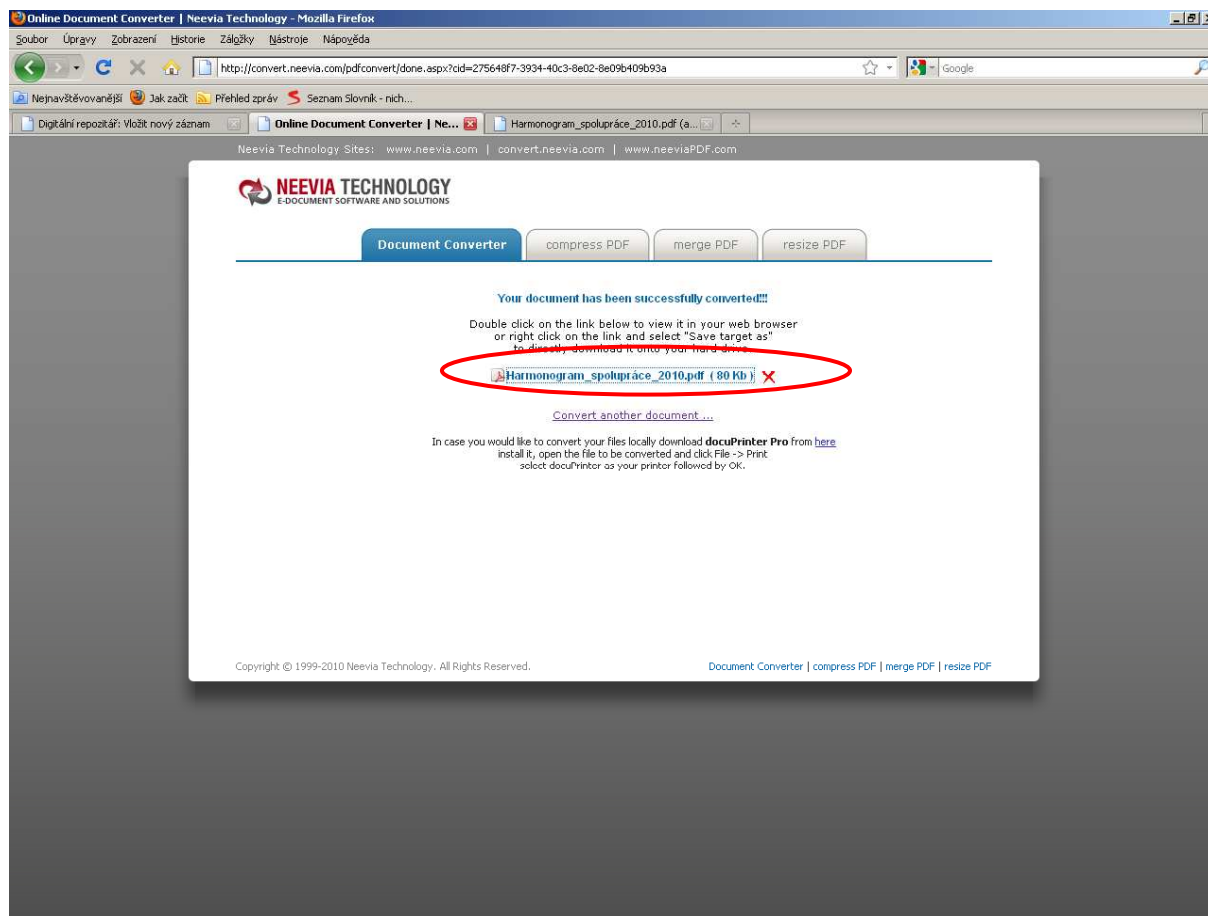 Online Document Converter | Neevia Technology - Mozilla Firefox
Soubor Úpravy Zobrazení Historie Záložky Nástroje Nápověda
http://convert.neevia.com/pdfconvert/done.aspx?cid=275648f7-3934-40c3-8e02-8e09b409b93a Google
Nejnavštěvovanější Jak začít Přehled zpráv Seznam Slovník - nich...
Digitální repozitář: Vložit nový záznam Online Document Converter | Ne... Harmonogram_spolupráce_2010.pdf (a...
Neevia Technology Sites: www.neevia.com | convert.neevia.com | www.neeviaPDF.com
NEEVIA TECHNOLOGY
E-DOCUMENT SOFTWARE AND SOLUTIONS
Document Converter compress PDF merge PDF resize PDF
Your document has been successfully converted!!!
Double click on the link below to view it in your web browser
or right click on the link and select "Save target as"
to directly download it onto your hard drive
Harmonogram_spolupráce_2010.pdf ( 80 Kb )
Convert another document ...
In case you would like to convert your files locally download docuPrinter Pro from here
install it, open the file to be converted and click File -> Print
select docuPrinter as your printer followed by OK.
Copyright © 1999-2010 Neevia Technology. All Rights Reserved. Document Converter | compress PDF | merge PDF | resize PDF